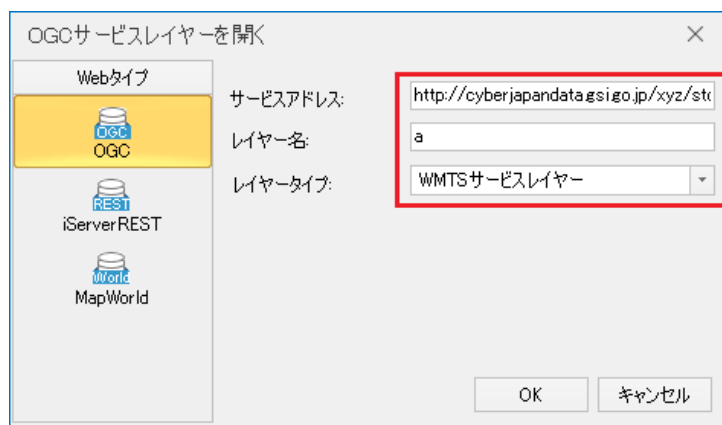 OGCサービスレイヤーを開く
Webタイプ
OGC
OGC
REST
iServerREST
World
MapWorld
サービスアドレス:
http://cyberjapandata.gsi.go.jp/xyz/std
レイヤー名:
a
レイヤータイプ:
WMTSサービスレイヤー
OK
キャンセル